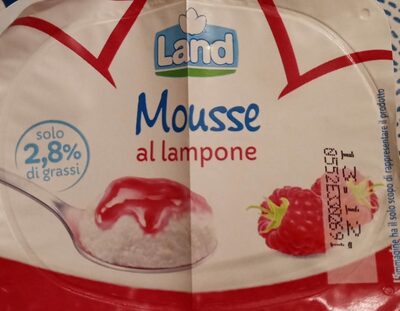 Land
Mousse
al lampone
solo
2,8%
di grassi
13.12.
L'immagine ha il solo scopo di rappresentare il prodotto